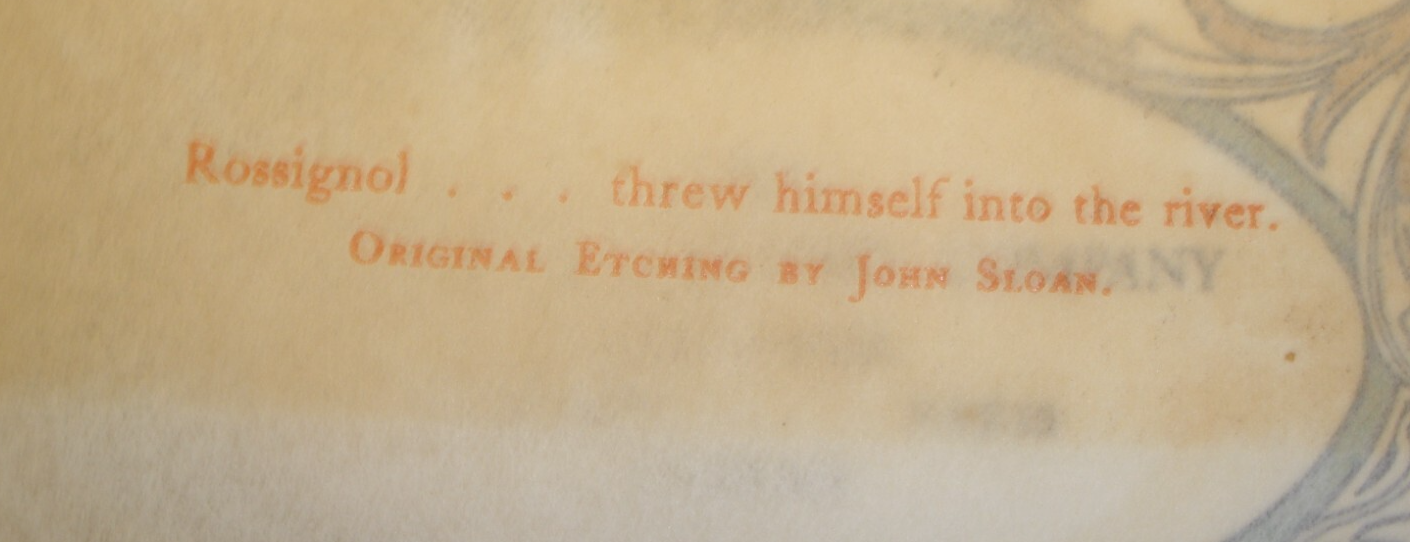 Rossignol . . . threw himself into the river.
ORIGINAL ETCHING BY JOHN SLOAN.